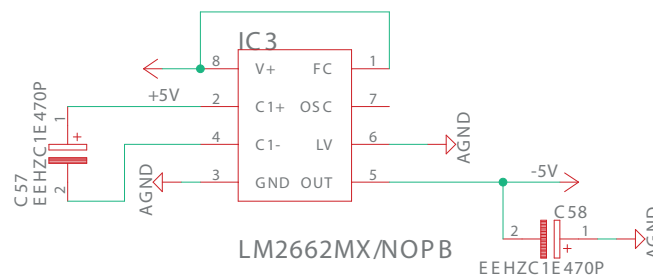 IC3
8 V+ FC 1
+5V 2 C1+ OSC 7
1
+
4 C1- LV 6
2
3 GND OUT 5
AGND
AGND
C57
EEHZC1E470P
-5V
C58
2 1
+
AGND
LM2662MX/NOPB
EEHZC1E470P